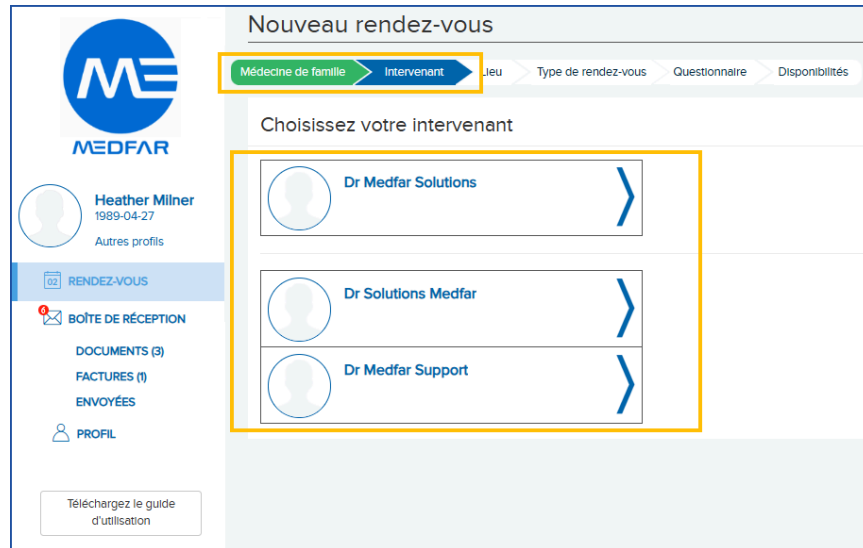 Nouveau rendez-vous
ME
MEDFAR
Médecine de famille
Intervenant
Lieu
Type de rendez-vous
Questionnaire
Disponibilités
Choisissez votre intervenant
Dr Medfar Solutions
Dr Solutions Medfar
Dr Medfar Support
Heather Milner
1989-04-27
Autres profils
02 RENDEZ-VOUS
6 BOÎTE DE RÉCEPTION
DOCUMENTS (3)
FACTURES (1)
ENVOYÉES
PROFIL
Téléchargez le guide
d'utilisation